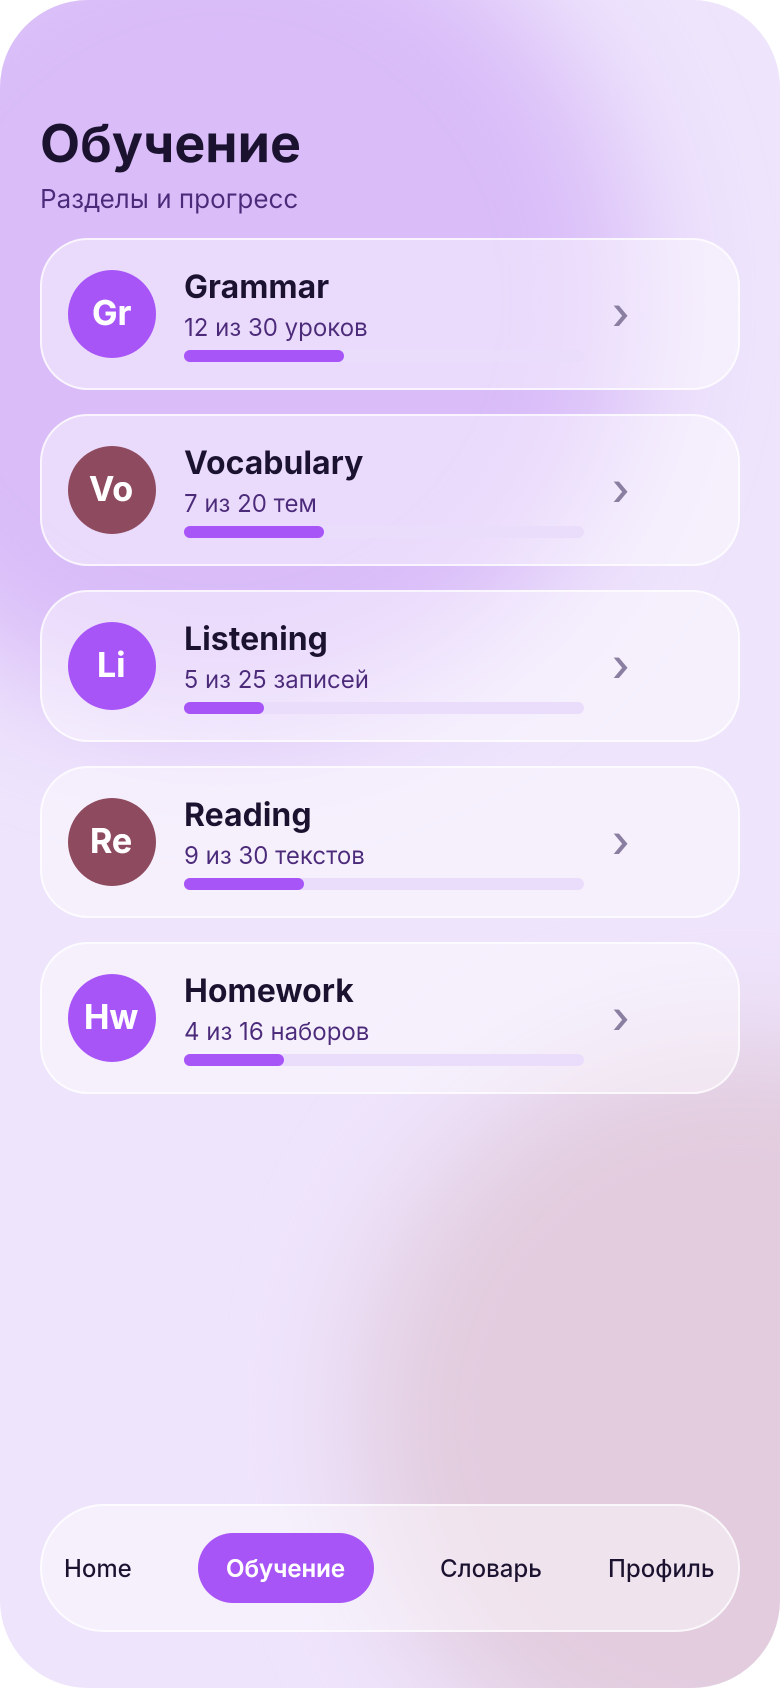 Обучение
Разделы и прогресс
Gr
Grammar
12 из 30 уроков
›
Vo
Vocabulary
7 из 20 тем
›
Li
Listening
5 из 25 записей
›
Re
Reading
9 из 30 текстов
›
Hw
Homework
4 из 16 наборов
›
Home Обучение Словарь Профиль